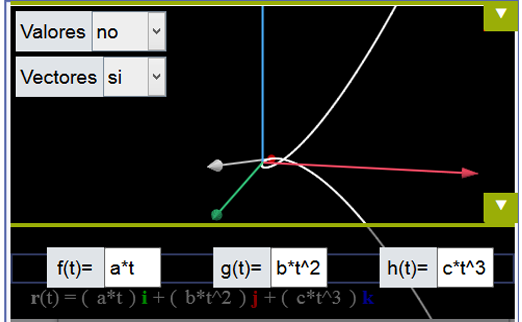 Valores no
Vectores si
f(t)= a*t g(t)= b*t^2 h(t)= c*t^3
r(t) = ( a*t ) i + ( b*t^2 ) j + ( c*t^3 ) k